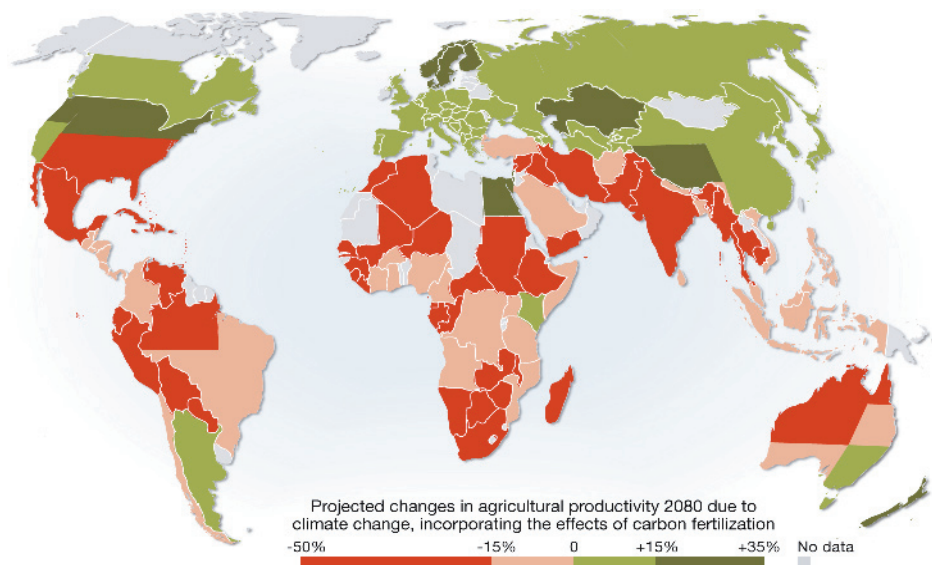 Projected changes in agricultural productivity 2080 due to
climate change, incorporating the effects of carbon fertilization
-50% -15% 0 +15% +35% No data